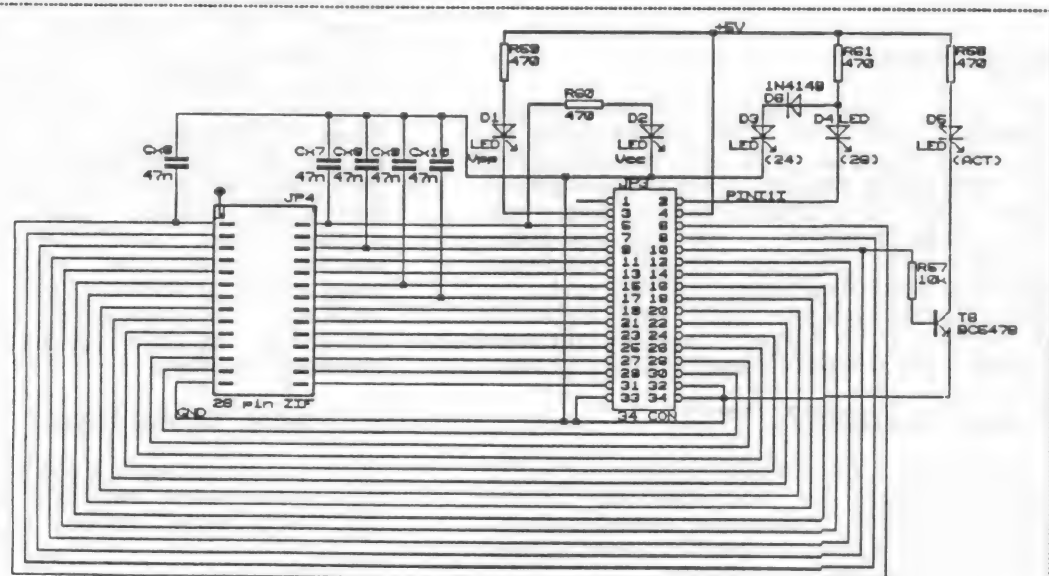 +5V
R59
470
R61
470
R58
470
R60
470
1N4148
D6
D1
LED
Vpp
D2
LED
Vcc
D3
LED
(24)
D4 LED
(28)
D5
LED
(ACT)
Cx6
47n
Cx7
47n
Cx8
47n
Cx9
47n
Cx10
47n
JP4
JP3
PINI1I
1 2
3 4
5 6
7 8
9 10
11 12
13 14
15 16
17 18
19 20
21 22
23 24
25 26
27 28
29 30
31 32
33 34
R57
10k
T8
BC547B
GND
28 pin ZIF
34 CON